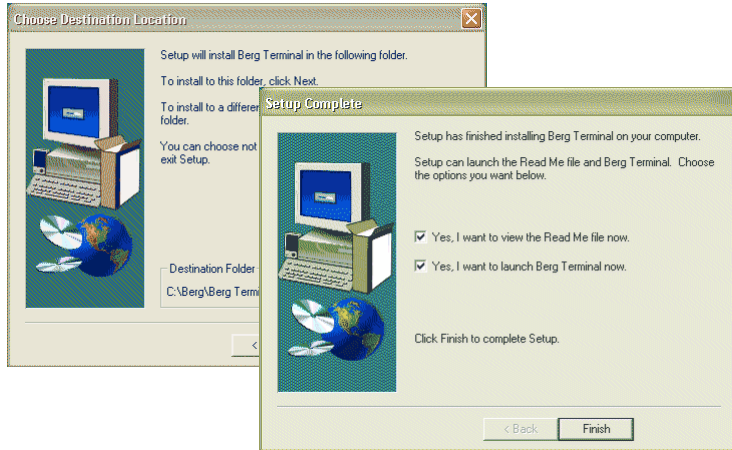 Choose Destination Location
Setup will install Berg Terminal in the following folder.
To install to this folder, click Next.
To install to a differe
folder.
You can choose not
exit Setup.
Destination Folder
C:\Berg\Berg Termi
<
Setup Complete
Setup has finished installing Berg Terminal on your computer.
Setup can launch the Read Me file and Berg Terminal. Choose
the options you want below.
Yes, I want to view the Read Me file now.
Yes, I want to launch Berg Terminal now.
Click Finish to complete Setup.
< Back
Finish